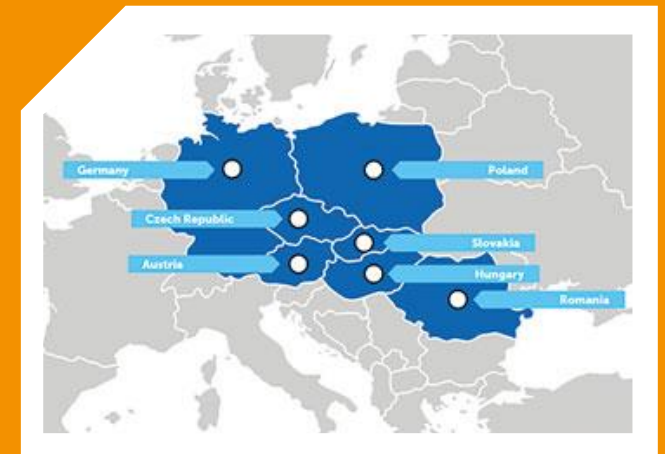 Germany
Poland
Czech Republic
Slovakia
Austria
Hungary
Romania